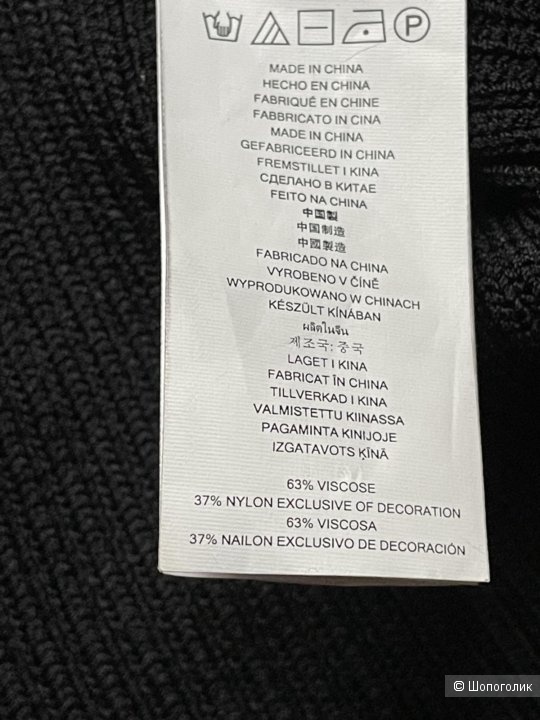 MADE IN CHINA
HECHO EN CHINA
FABRIQUÉ EN CHINE
FABBRICATO IN CINA
MADE IN CHINA
GEFABRICEERD IN CHINA
FREMSTILLET I KINA
СДЕЛАНО В КИТАЕ
FEITO NA CHINA
中国製
中国制造
中國製造
FABRICADO NA CHINA
VYROBENO V ČÍNĚ
WYPRODUKOWANO W CHINACH
KÉSZÜLT KÍNÁBAN
ผลิตในจีน
제조국: 중국
LAGET I KINA
FABRICAT ÎN CHINA
TILLVERKAD I KINA
VALMISTETTU KIINASSA
PAGAMINTA KINIJOJE
IZGATAVOTS ĶĪNĀ
63% VISCOSE
37% NYLON EXCLUSIVE OF DECORATION
63% VISCOSA
37% NAILON EXCLUSIVO DE DECORACIÓN
© Шопоголик